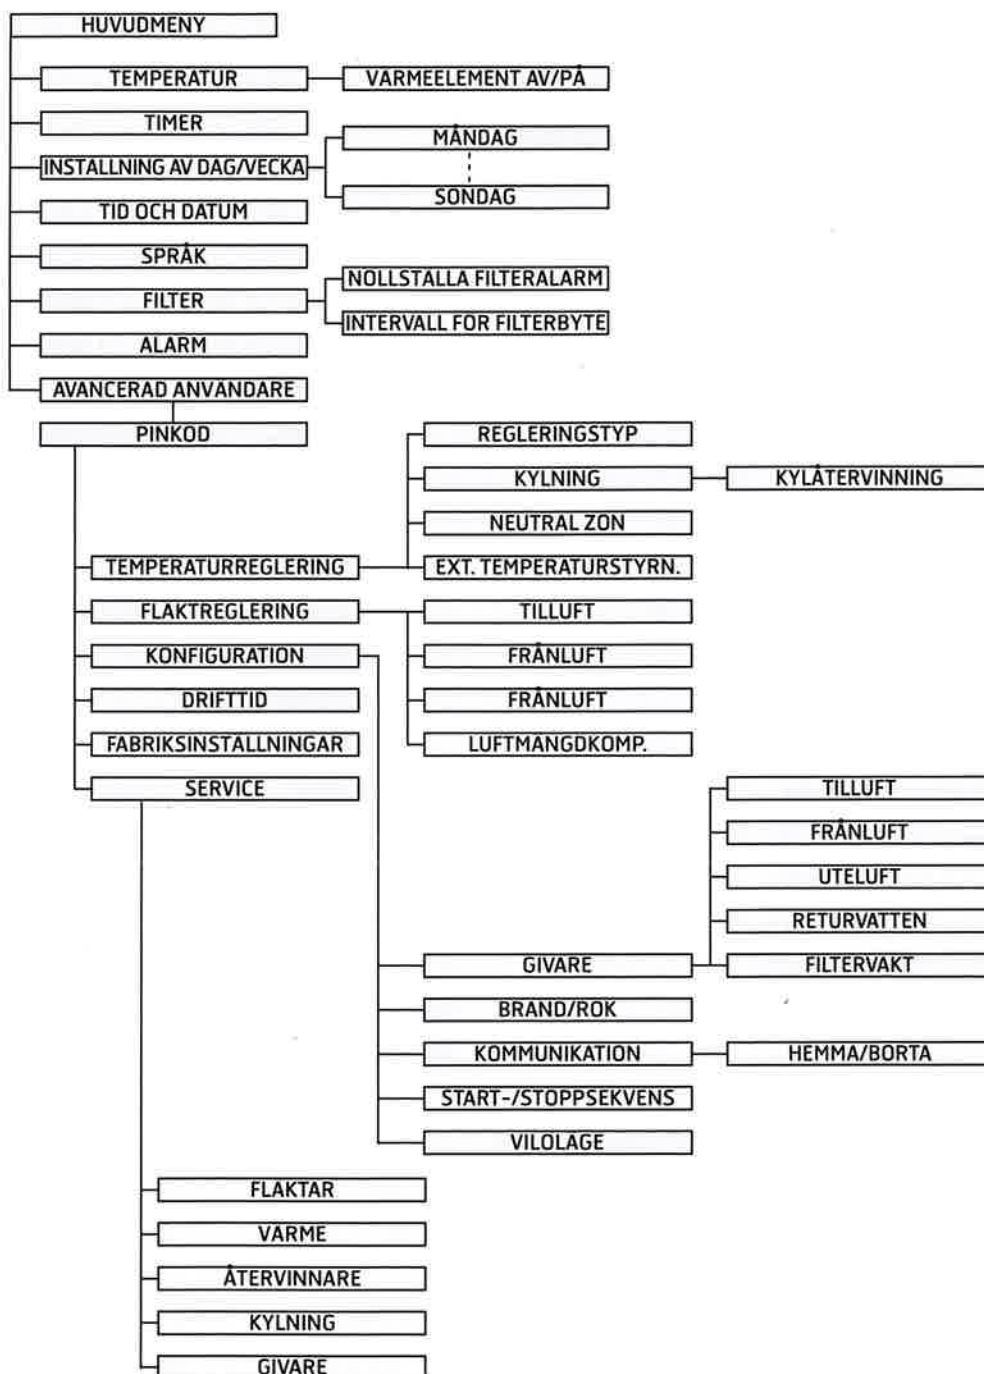 HUVUDMENY
TEMPERATUR
VARMEELEMENT AV/PÅ
TIMER
MÅNDAG
INSTALLNING AV DAG/VECKA
SONDAG
TID OCH DATUM
SPRÅK
NOLLSTALLA FILTERALARM
FILTER
INTERVALL FOR FILTERBYTE
ALARM
AVANCERAD ANVANDARE
PINKOD
REGLERINGSTYP
KYLNING
KYLÅTERVINNING
NEUTRAL ZON
TEMPERATURREGLERING
EXT. TEMPERATURSTYRN.
FLAKTREGLERING
TILLUFT
KONFIGURATION
FRÅNLUFT
DRIFTTID
FRÅNLUFT
FABRIKSINSTALLNINGAR
LUFTMANGDKOMP.
SERVICE
TILLUFT
FRÅNLUFT
UTELUFT
RETURVATTEN
GIVARE
FILTERVAKT
BRAND/ROK
KOMMUNIKATION
HEMMA/BORTA
START-/STOPPSEKVENS
VILOLAGE
FLAKTAR
VARME
ÅTERVINNARE
KYLNING
GIVARE